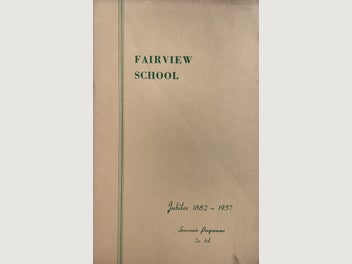 FAIRVIEW
SCHOOL
Jubilee 1882 - 1957
Souvenir Programme